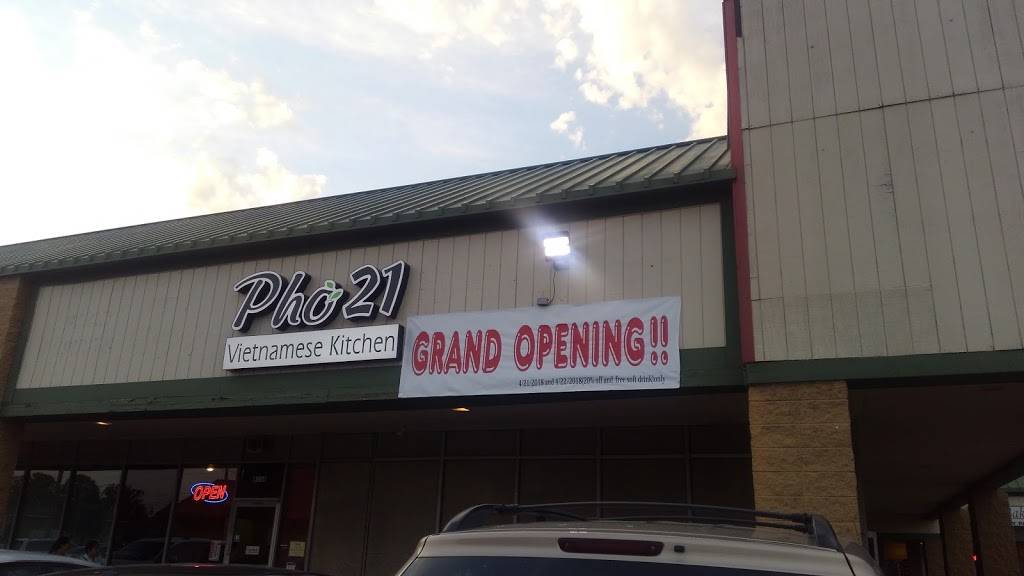 Phở 21
Vietnamese Kitchen
GRAND OPENING!!
4/21/2018 and 4/22/2018|20% off and free soft drink|only
OPEN